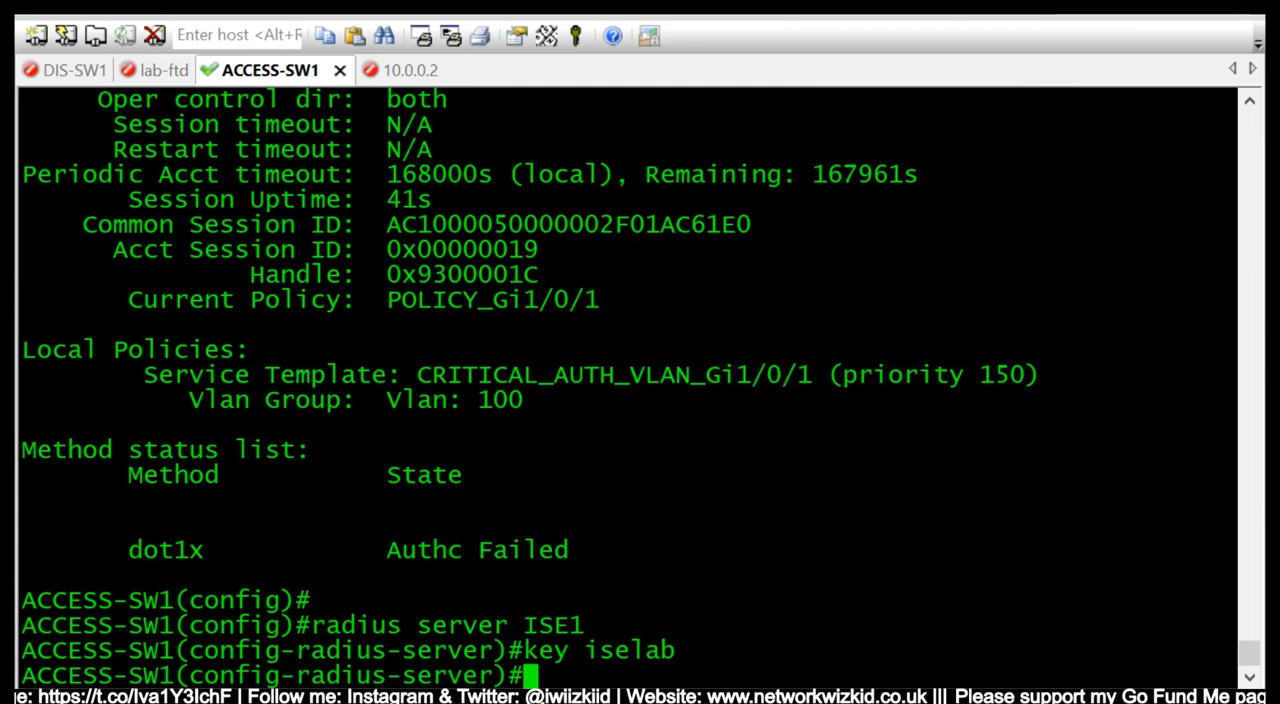 Enter host <Alt+R
DIS-SW1 lab-ftd ACCESS-SW1 10.0.0.2
Oper control dir: both
Session timeout: N/A
Restart timeout: N/A
Periodic Acct timeout: 168000s (local), Remaining: 167961s
Session Uptime: 41s
Common Session ID: AC1000050000002F01AC61E0
Acct Session ID: 0x00000019
Handle: 0x9300001C
Current Policy: POLICY_Gi1/0/1
Local Policies:
Service Template: CRITICAL_AUTH_VLAN_Gi1/0/1 (priority 150)
Vlan Group: Vlan: 100
Method status list:
Method State
dot1x Authc Failed
ACCESS-SW1(config)#
ACCESS-SW1(config)#radius server ISE1
ACCESS-SW1(config-radius-server)#key iselab
ACCESS-SW1(config-radius-server)#
e: https://t.co/Iva1Y3IchF | Follow me: Instagram & Twitter: @iwiizkiid | Website: www.networkwizkid.co.uk ||| Please support my Go Fund Me pag